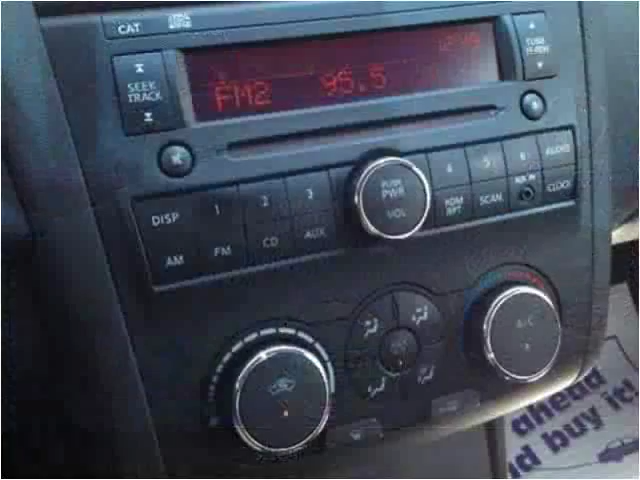 CAT
SEEK
TRACK
FM2 95.5
TUNE
DISP 1 2 3
PUSH
PWR
VOL
4 5 6 AUDIO
AM FM CD AUX
RDM
RPT
SCAN
AUX IN
CLOCK
A/C
ahead
nd buy it!